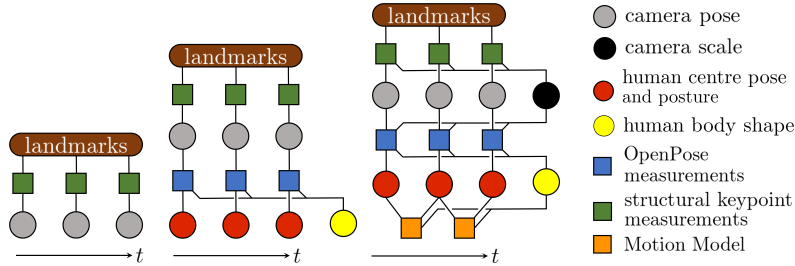 landmarks
t
landmarks
t
landmarks
t
camera pose
camera scale
human centre pose
and posture
human body shape
OpenPose
measurements
structural keypoint
measurements
Motion Model